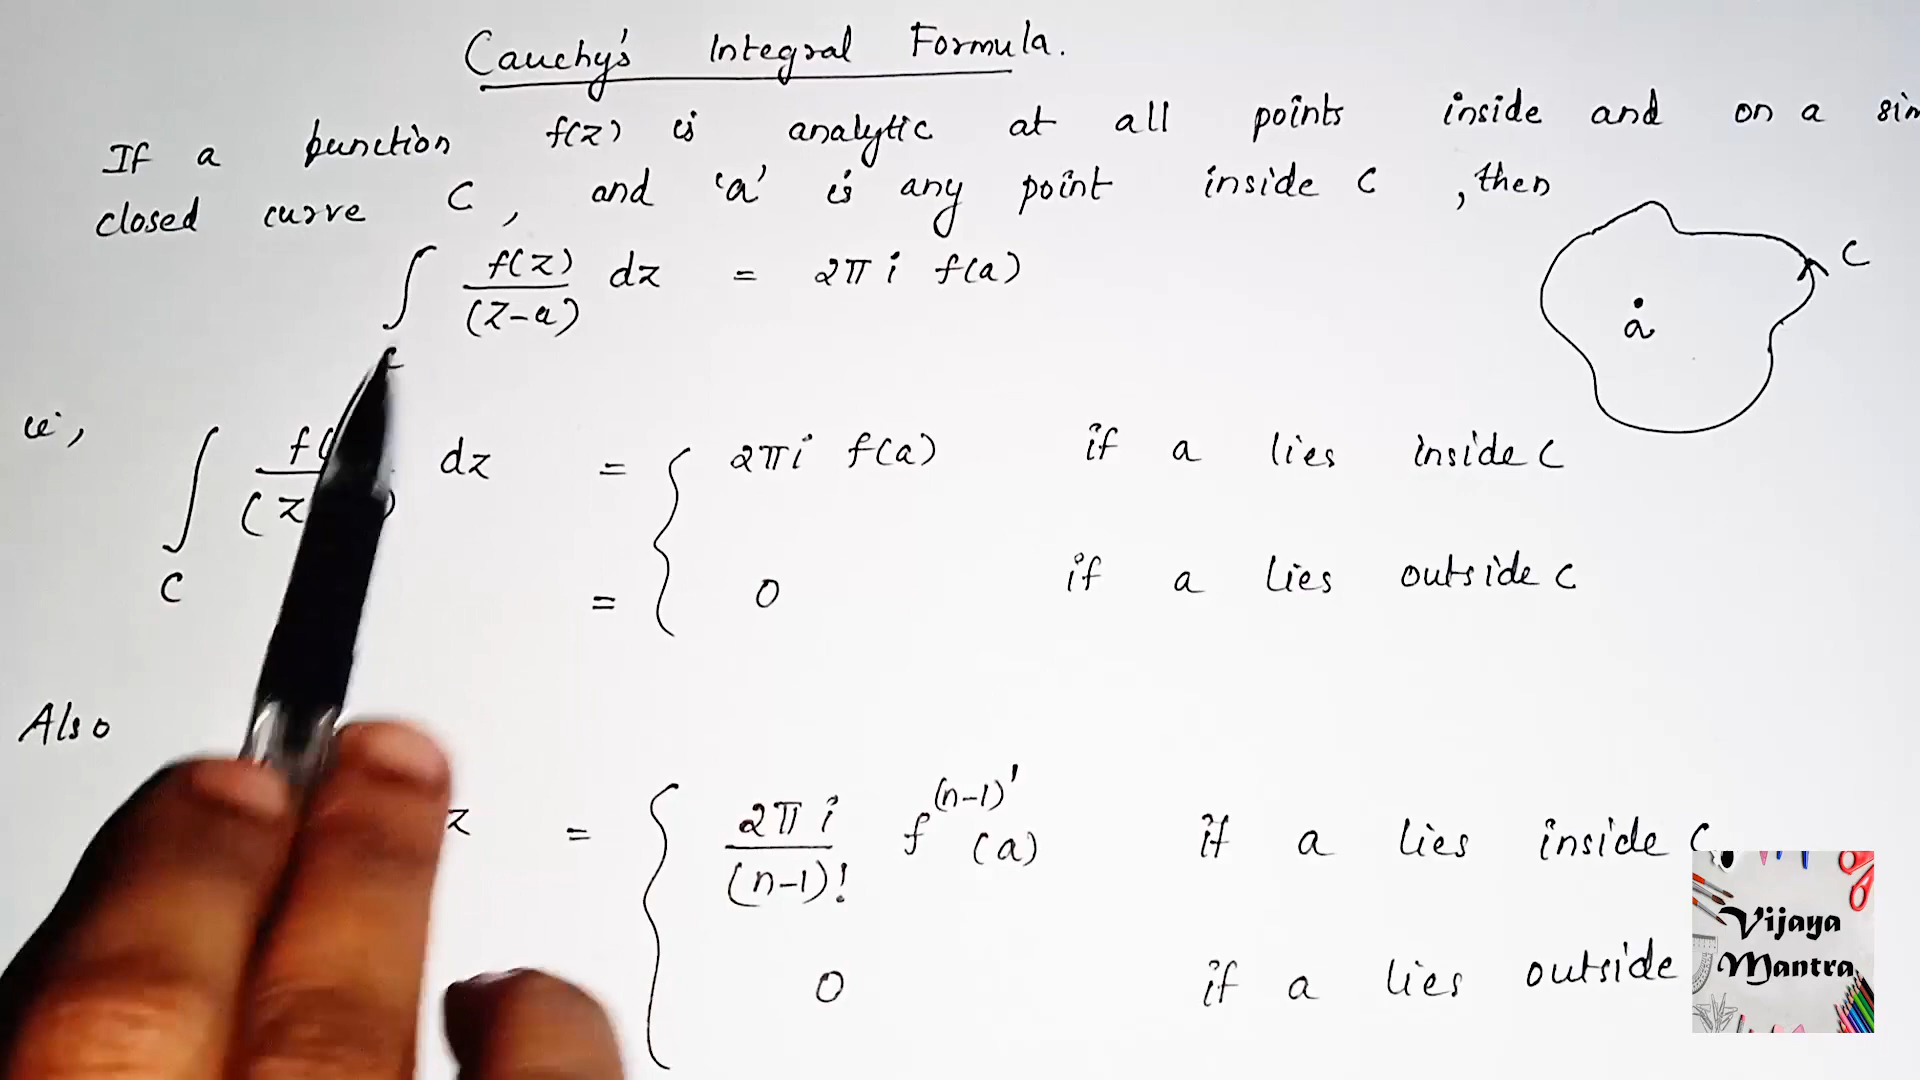 Cauchy's Integral Formula.
If a function f(z) is analytic at all points inside and on a sim
closed curve C, and 'a' is any point inside C, then
∫ f(z)/(z-a) dz = 2πi f(a)
C
a
C
ie,
∫ dz = { 2πi f(a) if a lies inside C
C
= 0 if a lies outside C
Also
z = { 2πi/(n-1)! f^(n-1)' (a) if a lies inside C
0 if a lies outside
Vijaya
Mantra